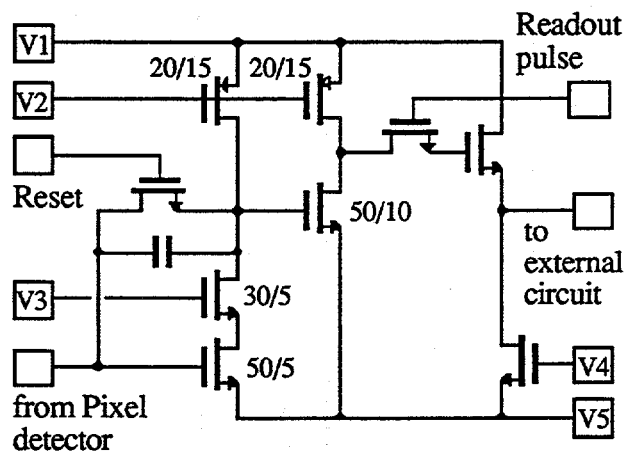 Readout
pulse
V1
20/15 20/15
V2
Reset
50/10
to
external
circuit
V3
30/5
50/5
V4
from Pixel
detector
V5